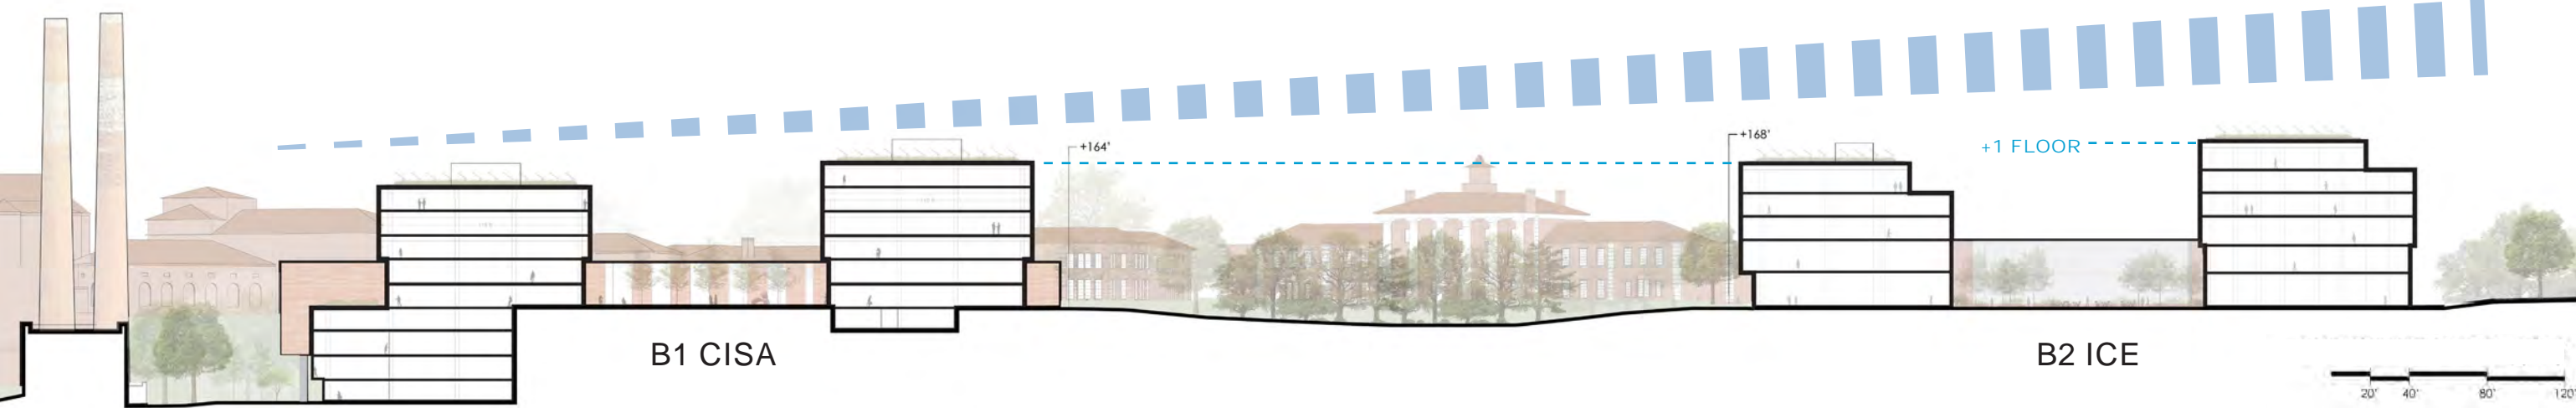 +164'
+168'
+1 FLOOR
B1 CISA
B2 ICE
20' 40' 80' 120'